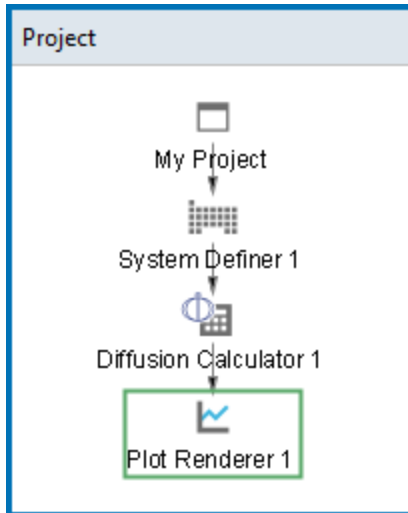 Project
My Project
System Definer 1
Diffusion Calculator 1
Plot Renderer 1